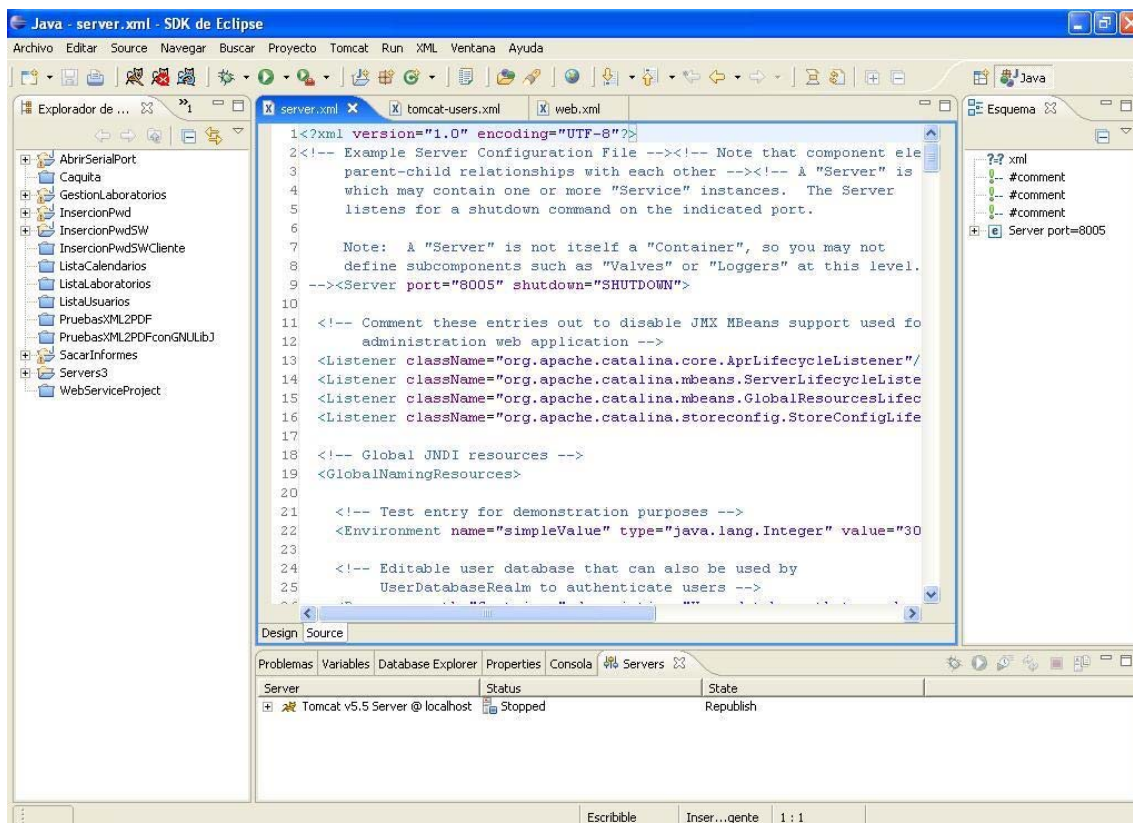 Java - server.xml - SDK de Eclipse
Archivo Editar Source Navegar Buscar Proyecto Tomcat Run XML Ventana Ayuda
Java
Explorador de ... »1
AbrirSerialPort
Caquita
GestionLaboratorios
InsercionPwd
InsercionPwdSW
InsercionPwdSWCliente
ListaCalendarios
ListaLaboratorios
ListaUsuarios
PruebasXML2PDF
PruebasXML2PDFconGNULibJ
SacarInformes
Servers3
WebServiceProject
server.xml tomcat-users.xml web.xml
1<?xml version="1.0" encoding="UTF-8"?>
2<!-- Example Server Configuration File --><!-- Note that component ele
3 parent-child relationships with each other --><!-- A "Server" is
4 which may contain one or more "Service" instances. The Server
5 listens for a shutdown command on the indicated port.
6
7 Note: A "Server" is not itself a "Container", so you may not
8 define subcomponents such as "Valves" or "Loggers" at this level.
9 --><Server port="8005" shutdown="SHUTDOWN">
10
11 <!-- Comment these entries out to disable JMX MBeans support used fo
12 administration web application -->
13 <Listener className="org.apache.catalina.core.AprLifecycleListener"/
14 <Listener className="org.apache.catalina.mbeans.ServerLifecycleListe
15 <Listener className="org.apache.catalina.mbeans.GlobalResourcesLifec
16 <Listener className="org.apache.catalina.storeconfig.StoreConfigLife
17
18 <!-- Global JNDI resources -->
19 <GlobalNamingResources>
20
21 <!-- Test entry for demonstration purposes -->
22 <Environment name="simpleValue" type="java.lang.Integer" value="30
23
24 <!-- Editable user database that can also be used by
25 UserDatabaseRealm to authenticate users -->
Design Source
Esquema
?=? xml
#comment
#comment
#comment
Server port=8005
Problemas Variables Database Explorer Properties Consola Servers
Server Status State
Tomcat v5.5 Server @ localhost Stopped Republish
Escribible Inser...gente 1 : 1